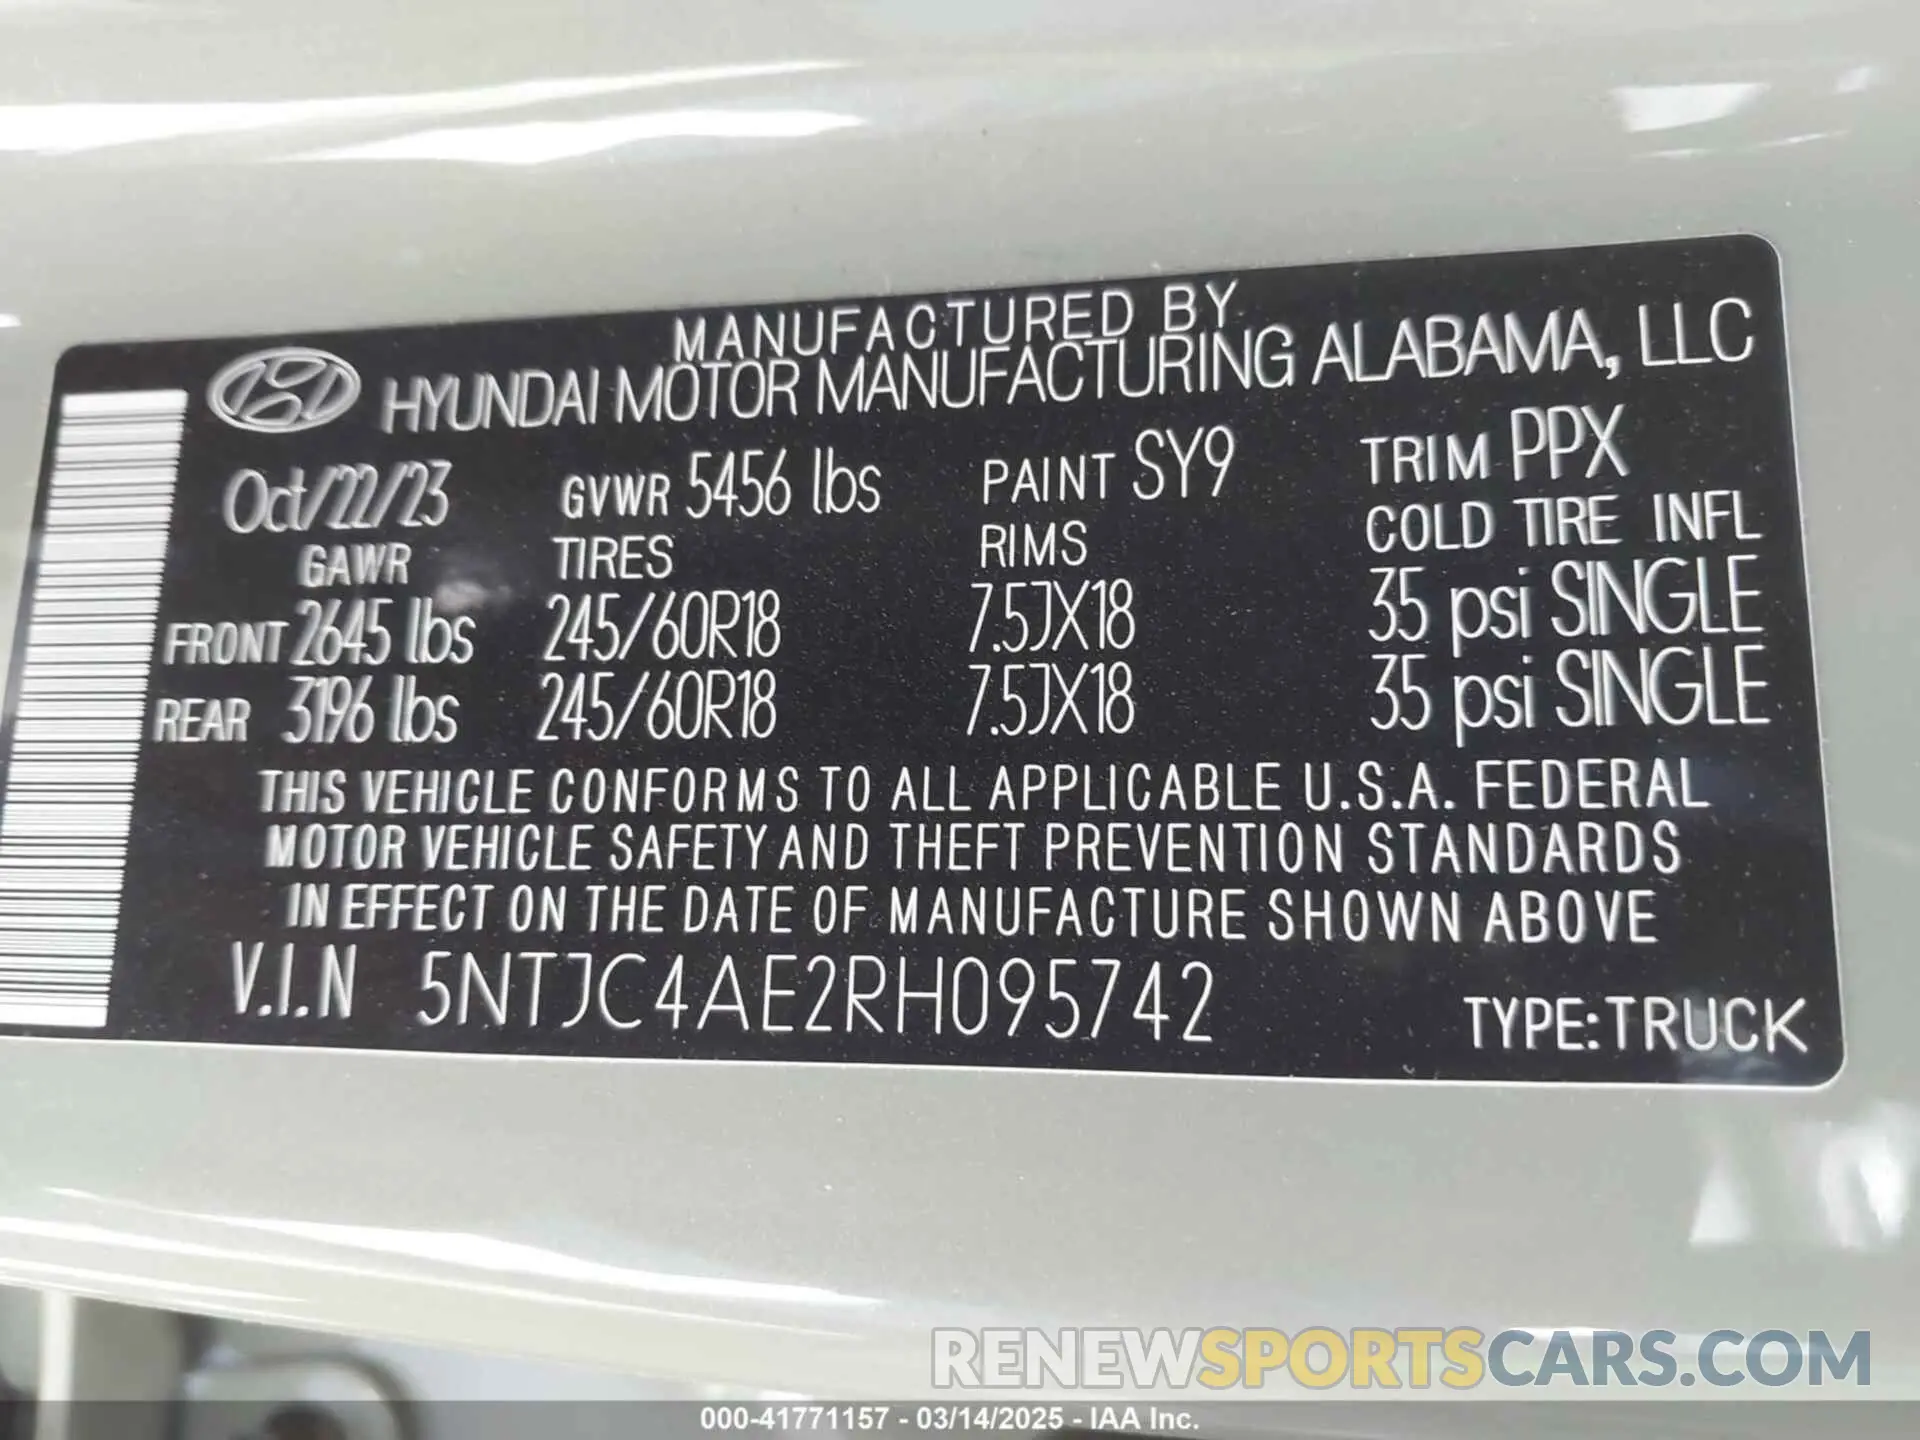 MANUFACTURED BY
HYUNDAI MOTOR MANUFACTURING ALABAMA, LLC
Oct/22/23 GVWR 5456 lbs PAINT SY9 TRIM PPX
GAWR TIRES RIMS COLD TIRE INFL
FRONT 2645 lbs 245/60R18 7.5JX18 35 psi SINGLE
REAR 3196 lbs 245/60R18 7.5JX18 35 psi SINGLE
THIS VEHICLE CONFORMS TO ALL APPLICABLE U.S.A. FEDERAL
MOTOR VEHICLE SAFETY AND THEFT PREVENTION STANDARDS
IN EFFECT ON THE DATE OF MANUFACTURE SHOWN ABOVE
V.I.N 5NTJC4AE2RH095742 TYPE:TRUCK
RENEWSPORTSCARS.COM
000-41771157 - 03/14/2025 - IAA Inc.